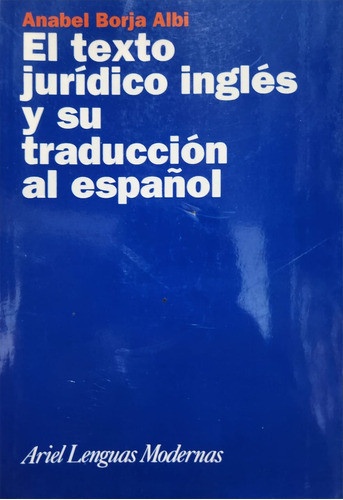 Anabel Borja Albi
El texto
jurídico inglés
y su
traducción
al español
Ariel Lenguas Modernas